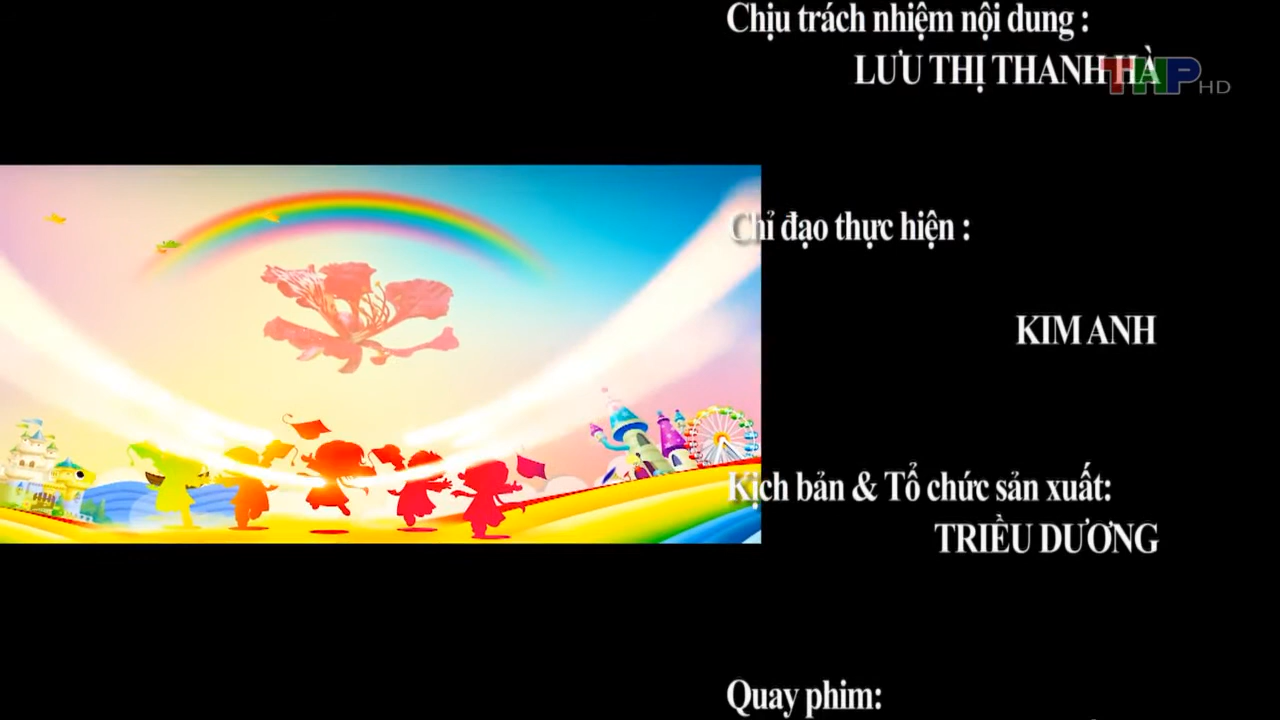 Chịu trách nhiệm nội dung :
LƯU THỊ THANH HÀ
THP HD
Chỉ đạo thực hiện :
KIM ANH
Kịch bản & Tổ chức sản xuất:
TRIỀU DƯƠNG
Quay phim: